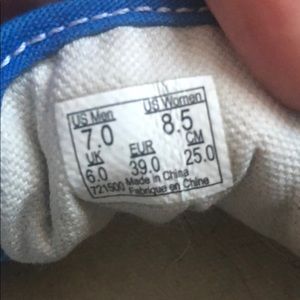 US Men US Women
7.0 8.5
UK EUR CM
6.0 39.0 25.0
721500 Made in China
Fabrique en Chine